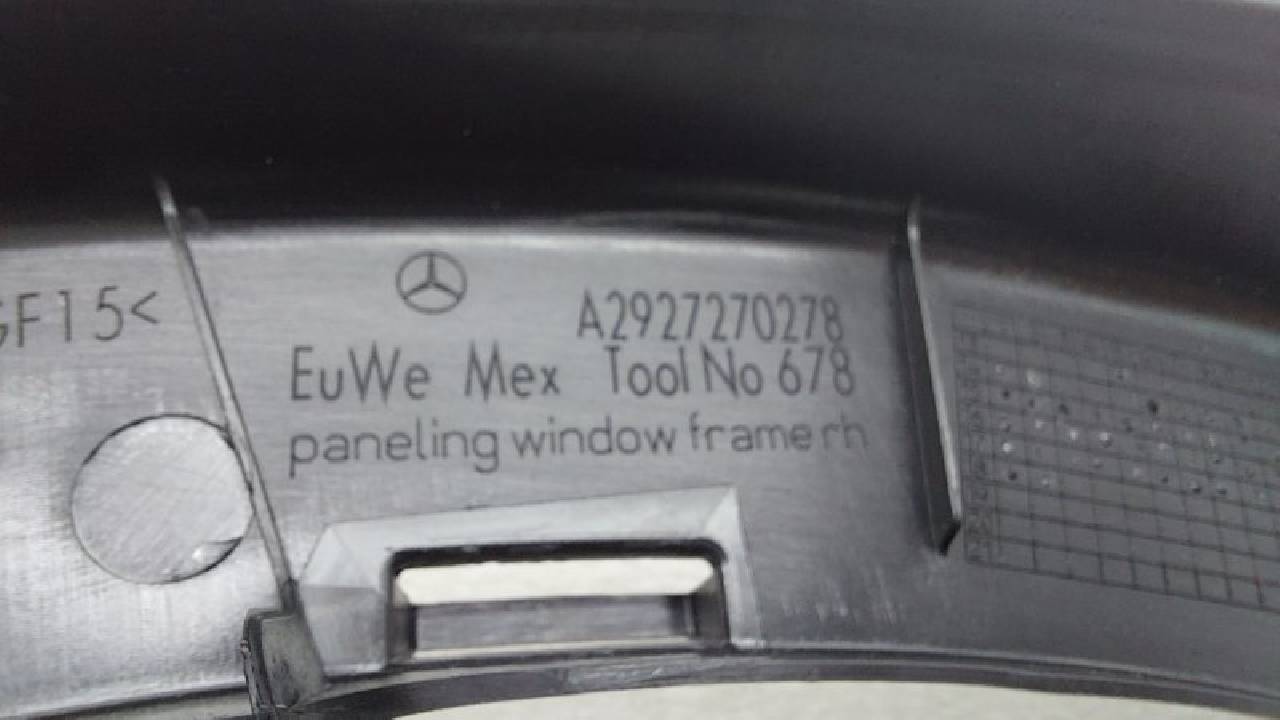 GF15<
A2927270278
EuWe Mex Tool No 678
paneling window frame rh